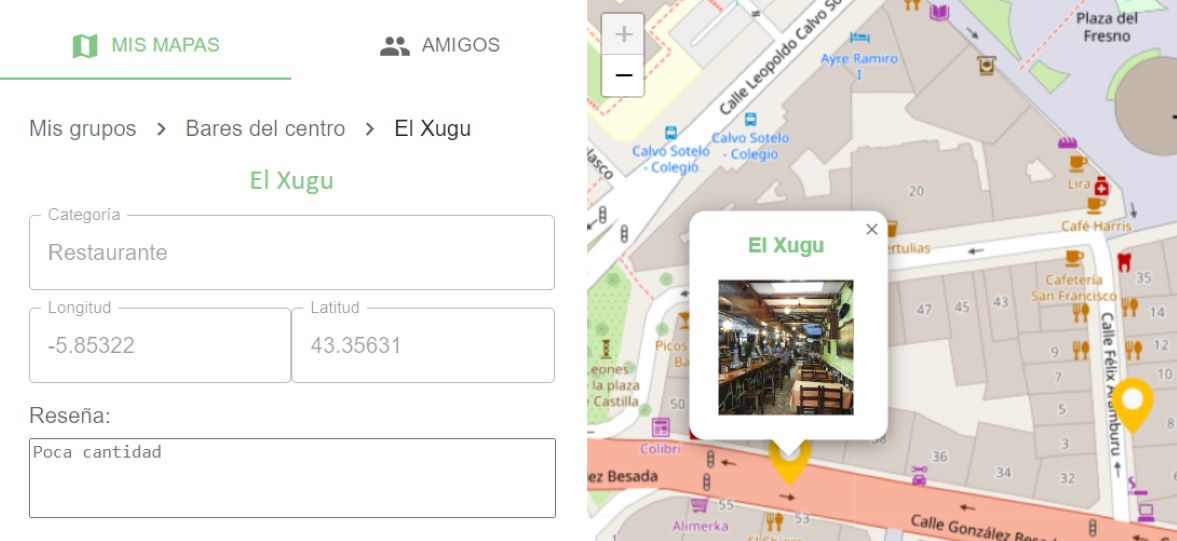 MIS MAPAS
AMIGOS
Mis grupos > Bares del centro > El Xugu
El Xugu
Categoría
Restaurante
Longitud
-5.85322
Latitud
43.35631
Reseña:
Poca cantidad
+
−
Plaza del
Fresno
Calle Leopoldo Calvo So
Ayre Ramiro
I
Calvo Sotelo
- Colegio
Calvo Sotelo
- Colegio
lasco
20
Lira
Café Harris
ertulias
El Xugu
×
Cafetería
San Francisco
35
47
45
43
14
Calle Félix Aramburu
9
12
7
10
5
8
3
Picos
Ba
eones
e la plaza
Castilla
50
38
36
34
32
Colibrí
ez Besada
55
53
Alimerka
Calle González Besa